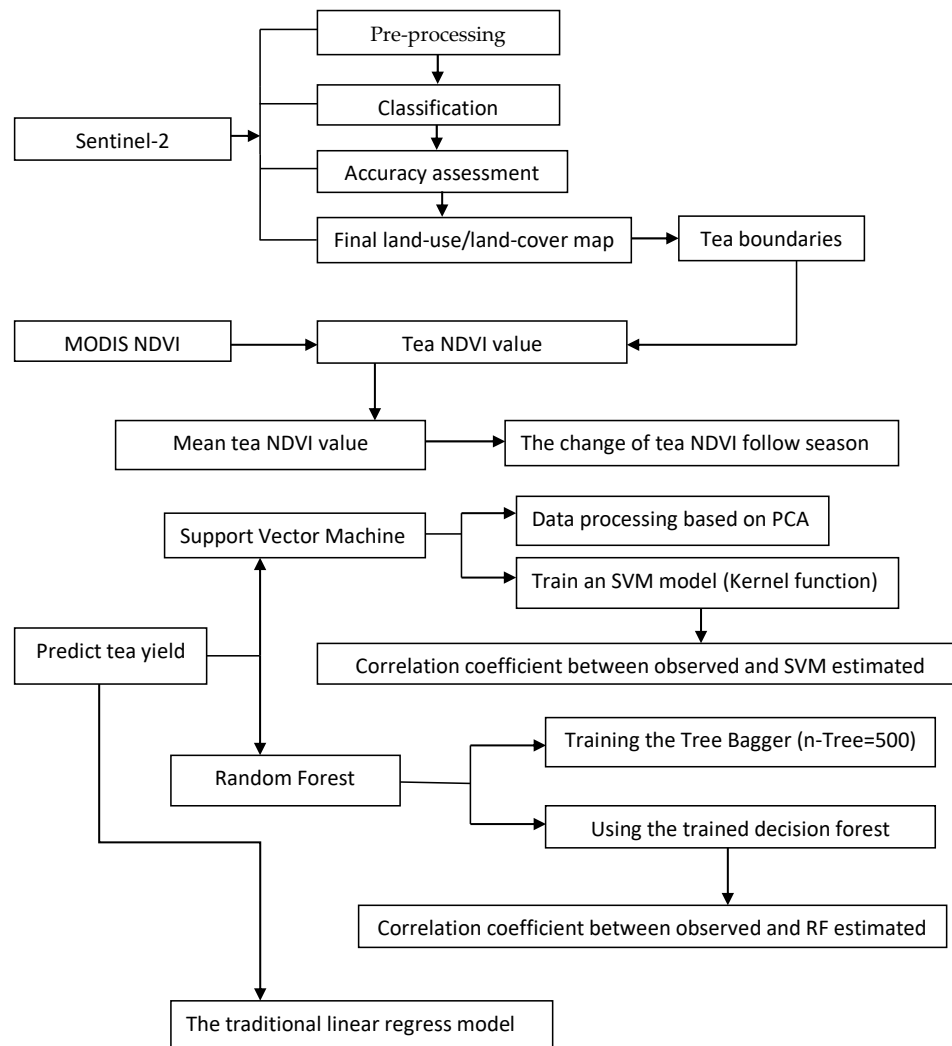 Pre-processing
Classification
Sentinel-2
Accuracy assessment
Final land-use/land-cover map
Tea boundaries
MODIS NDVI
Tea NDVI value
Mean tea NDVI value
The change of tea NDVI follow season
Data processing based on PCA
Support Vector Machine
Train an SVM model (Kernel function)
Predict tea yield
Correlation coefficient between observed and SVM estimated
Training the Tree Bagger (n-Tree=500)
Random Forest
Using the trained decision forest
Correlation coefficient between observed and RF estimated
The traditional linear regress model